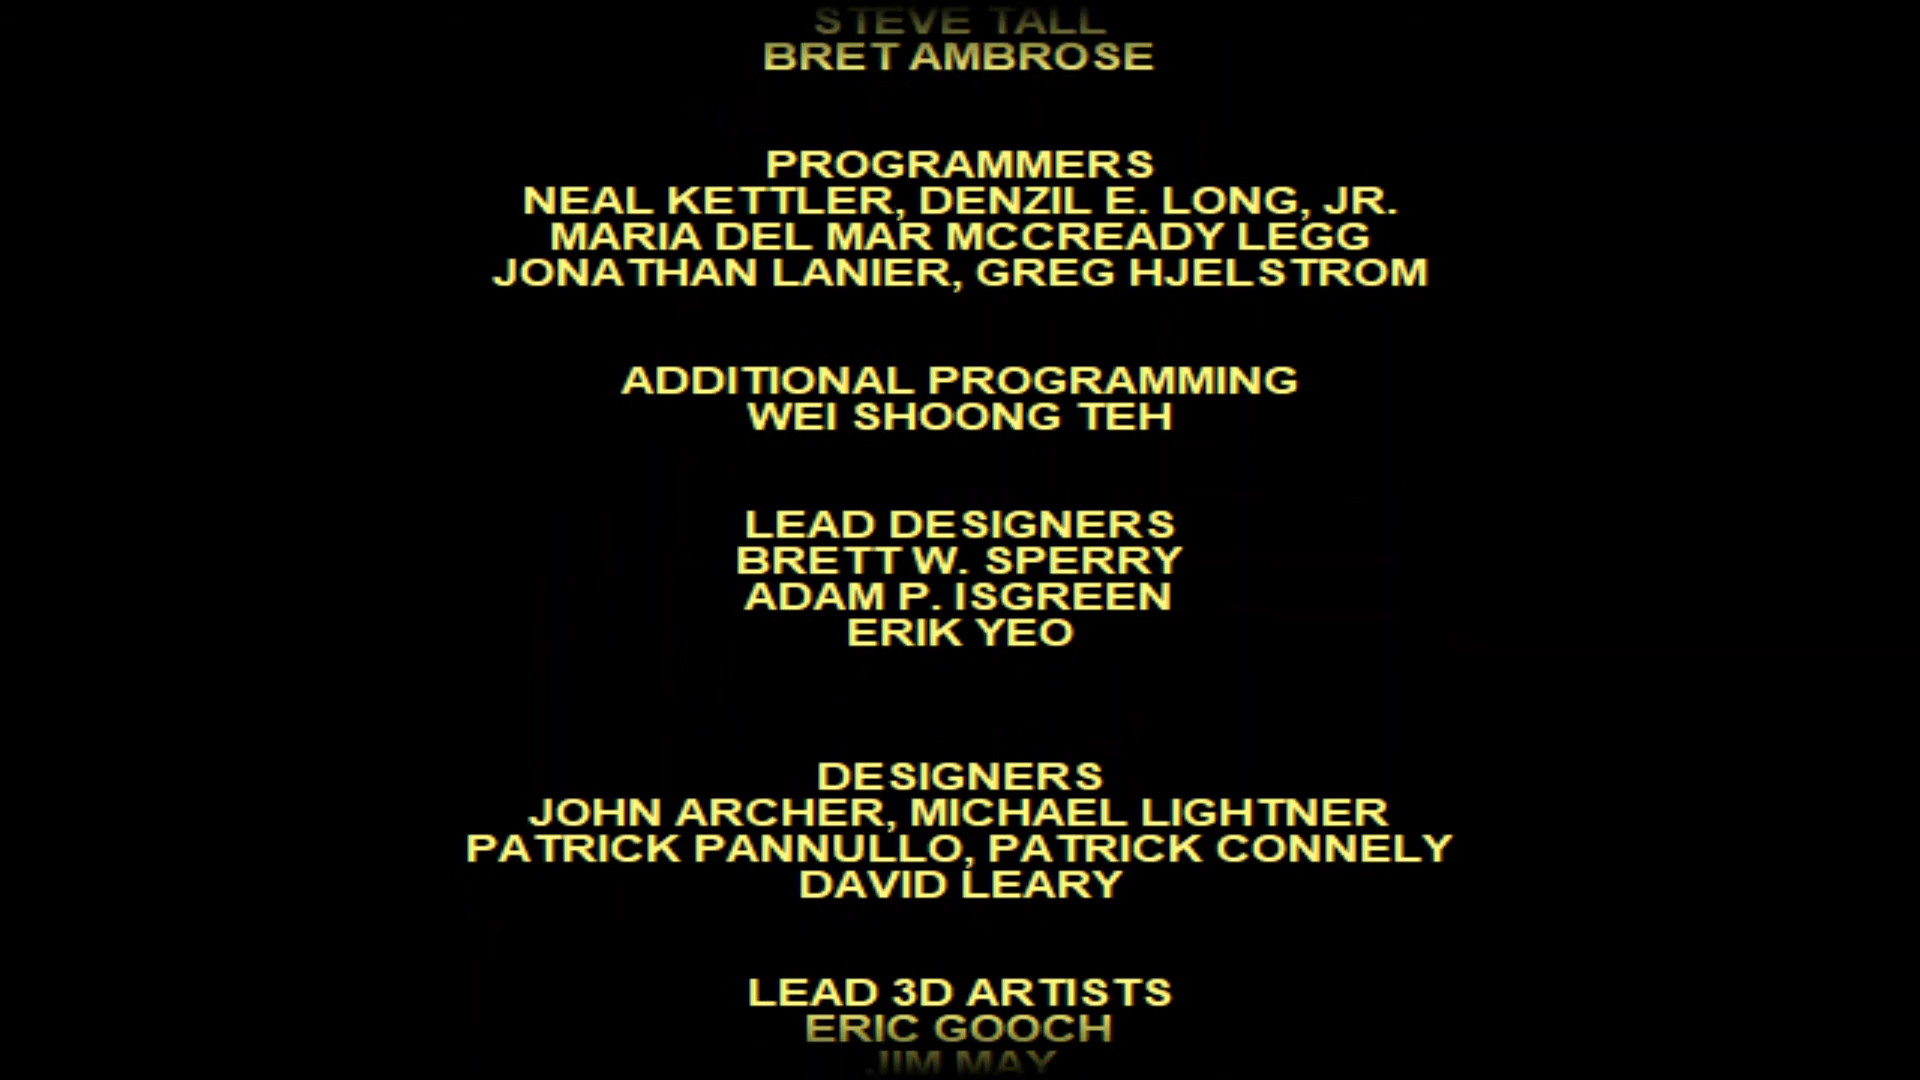 STEVE TALL
BRET AMBROSE
PROGRAMMERS
NEAL KETTLER, DENZIL E. LONG, JR.
MARIA DEL MAR MCCREADY LEGG
JONATHAN LANIER, GREG HJELSTROM
ADDITIONAL PROGRAMMING
WEI SHOONG TEH
LEAD DESIGNERS
BRETT W. SPERRY
ADAM P. ISGREEN
ERIK YEO
DESIGNERS
JOHN ARCHER, MICHAEL LIGHTNER
PATRICK PANNULLO, PATRICK CONNELY
DAVID LEARY
LEAD 3D ARTISTS
ERIC GOOCH
JIM MAY